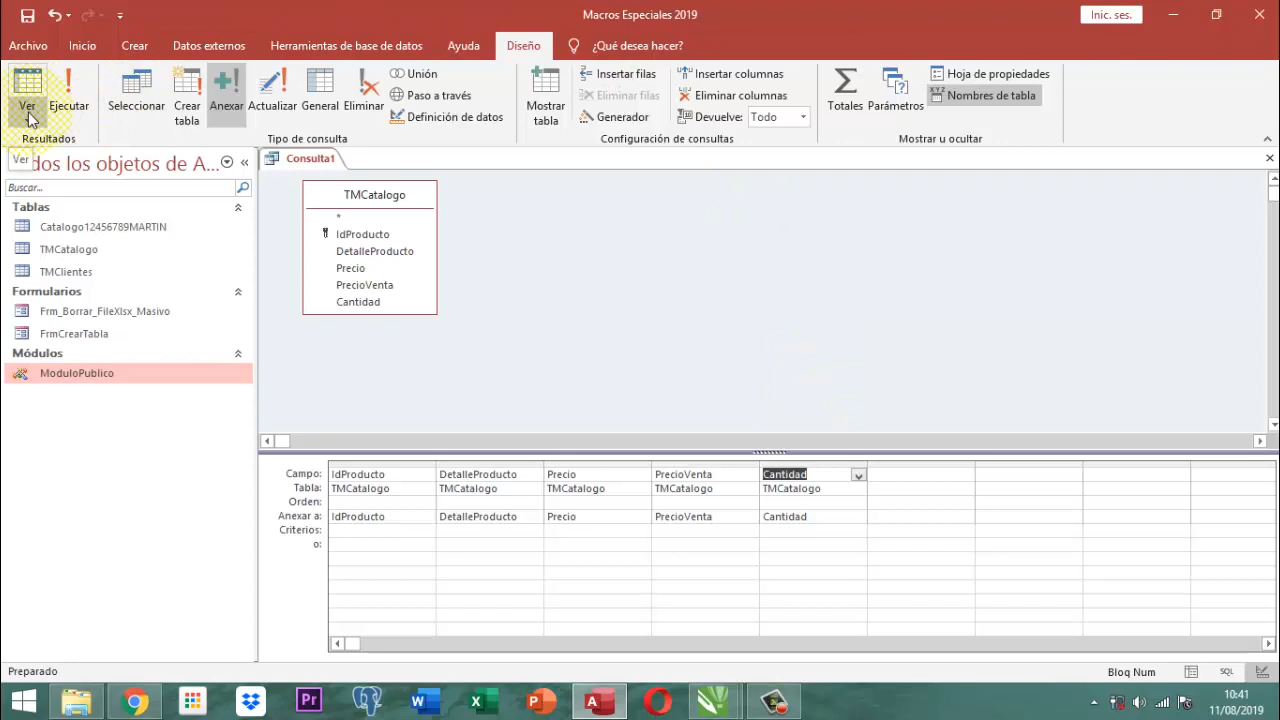 Macros Especiales 2019
Inic. ses.
Archivo Inicio Crear Datos externos Herramientas de base de datos Ayuda Diseño ¿Qué desea hacer?
Ver Ejecutar Seleccionar Crear tabla Anexar Actualizar General Eliminar
Unión
Paso a través
Definición de datos
Mostrar tabla
Insertar filas
Eliminar filas
Generador
Insertar columnas
Eliminar columnas
Devuelve: Todo
Totales Parámetros
Hoja de propiedades
Nombres de tabla
Resultados Tipo de consulta Configuración de consultas Mostrar u ocultar
Ver
dos los objetos de A...
Buscar...
Tablas
Catalogo12456789MARTIN
TMCatalogo
TMClientes
Formularios
Frm_Borrar_FileXlsx_Masivo
FrmCrearTabla
Módulos
ModuloPublico
Consulta1
TMCatalogo
*
IdProducto
DetalleProducto
Precio
PrecioVenta
Cantidad
Campo: IdProducto DetalleProducto Precio PrecioVenta Cantidad
Tabla: TMCatalogo TMCatalogo TMCatalogo TMCatalogo TMCatalogo
Orden:
Anexar a: IdProducto DetalleProducto Precio PrecioVenta Cantidad
Criterios:
o:
Preparado
Bloq Num
SQL
10:41
11/08/2019